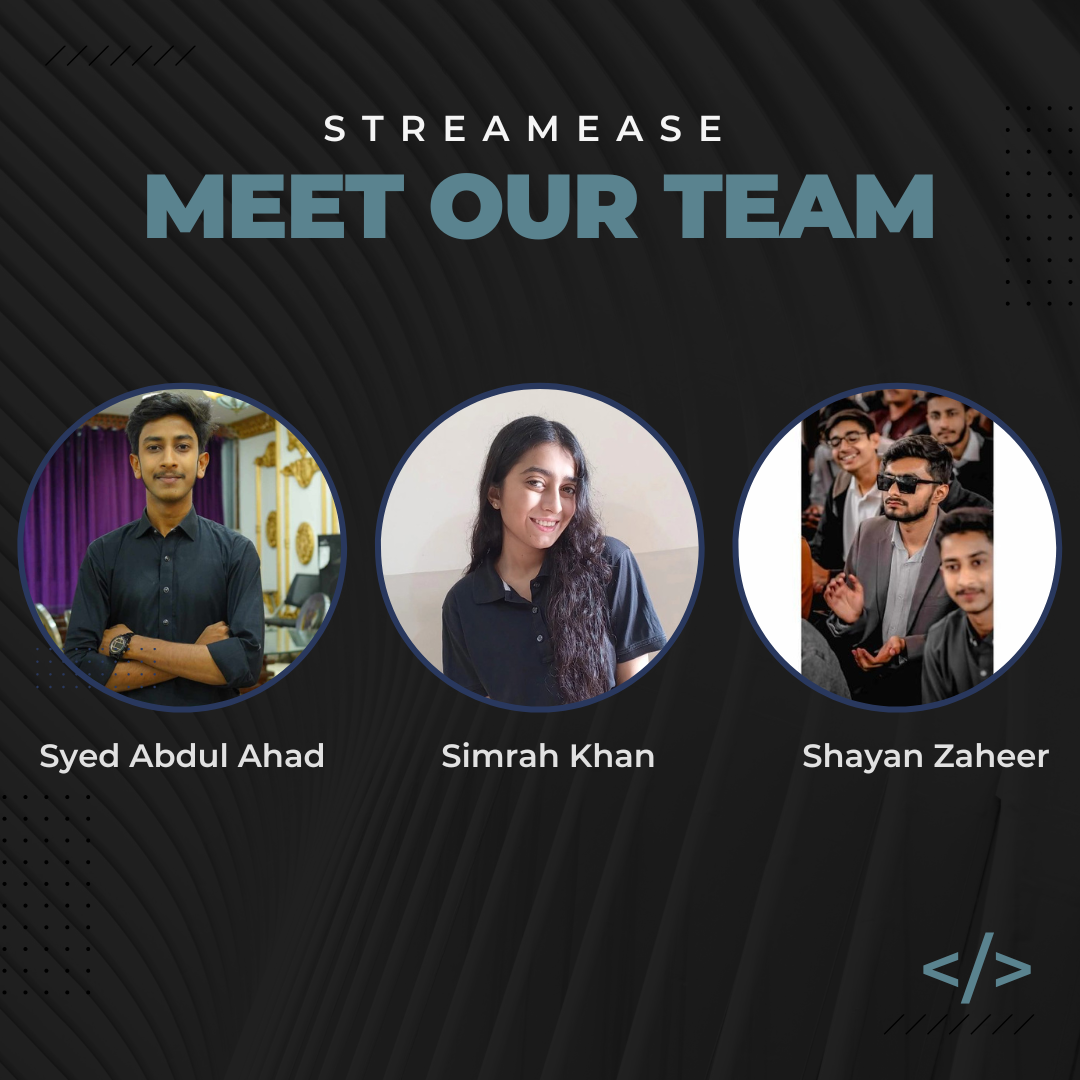 STREAMEASE
MEET OUR TEAM
Syed Abdul Ahad
Simrah Khan
Shayan Zaheer
</>